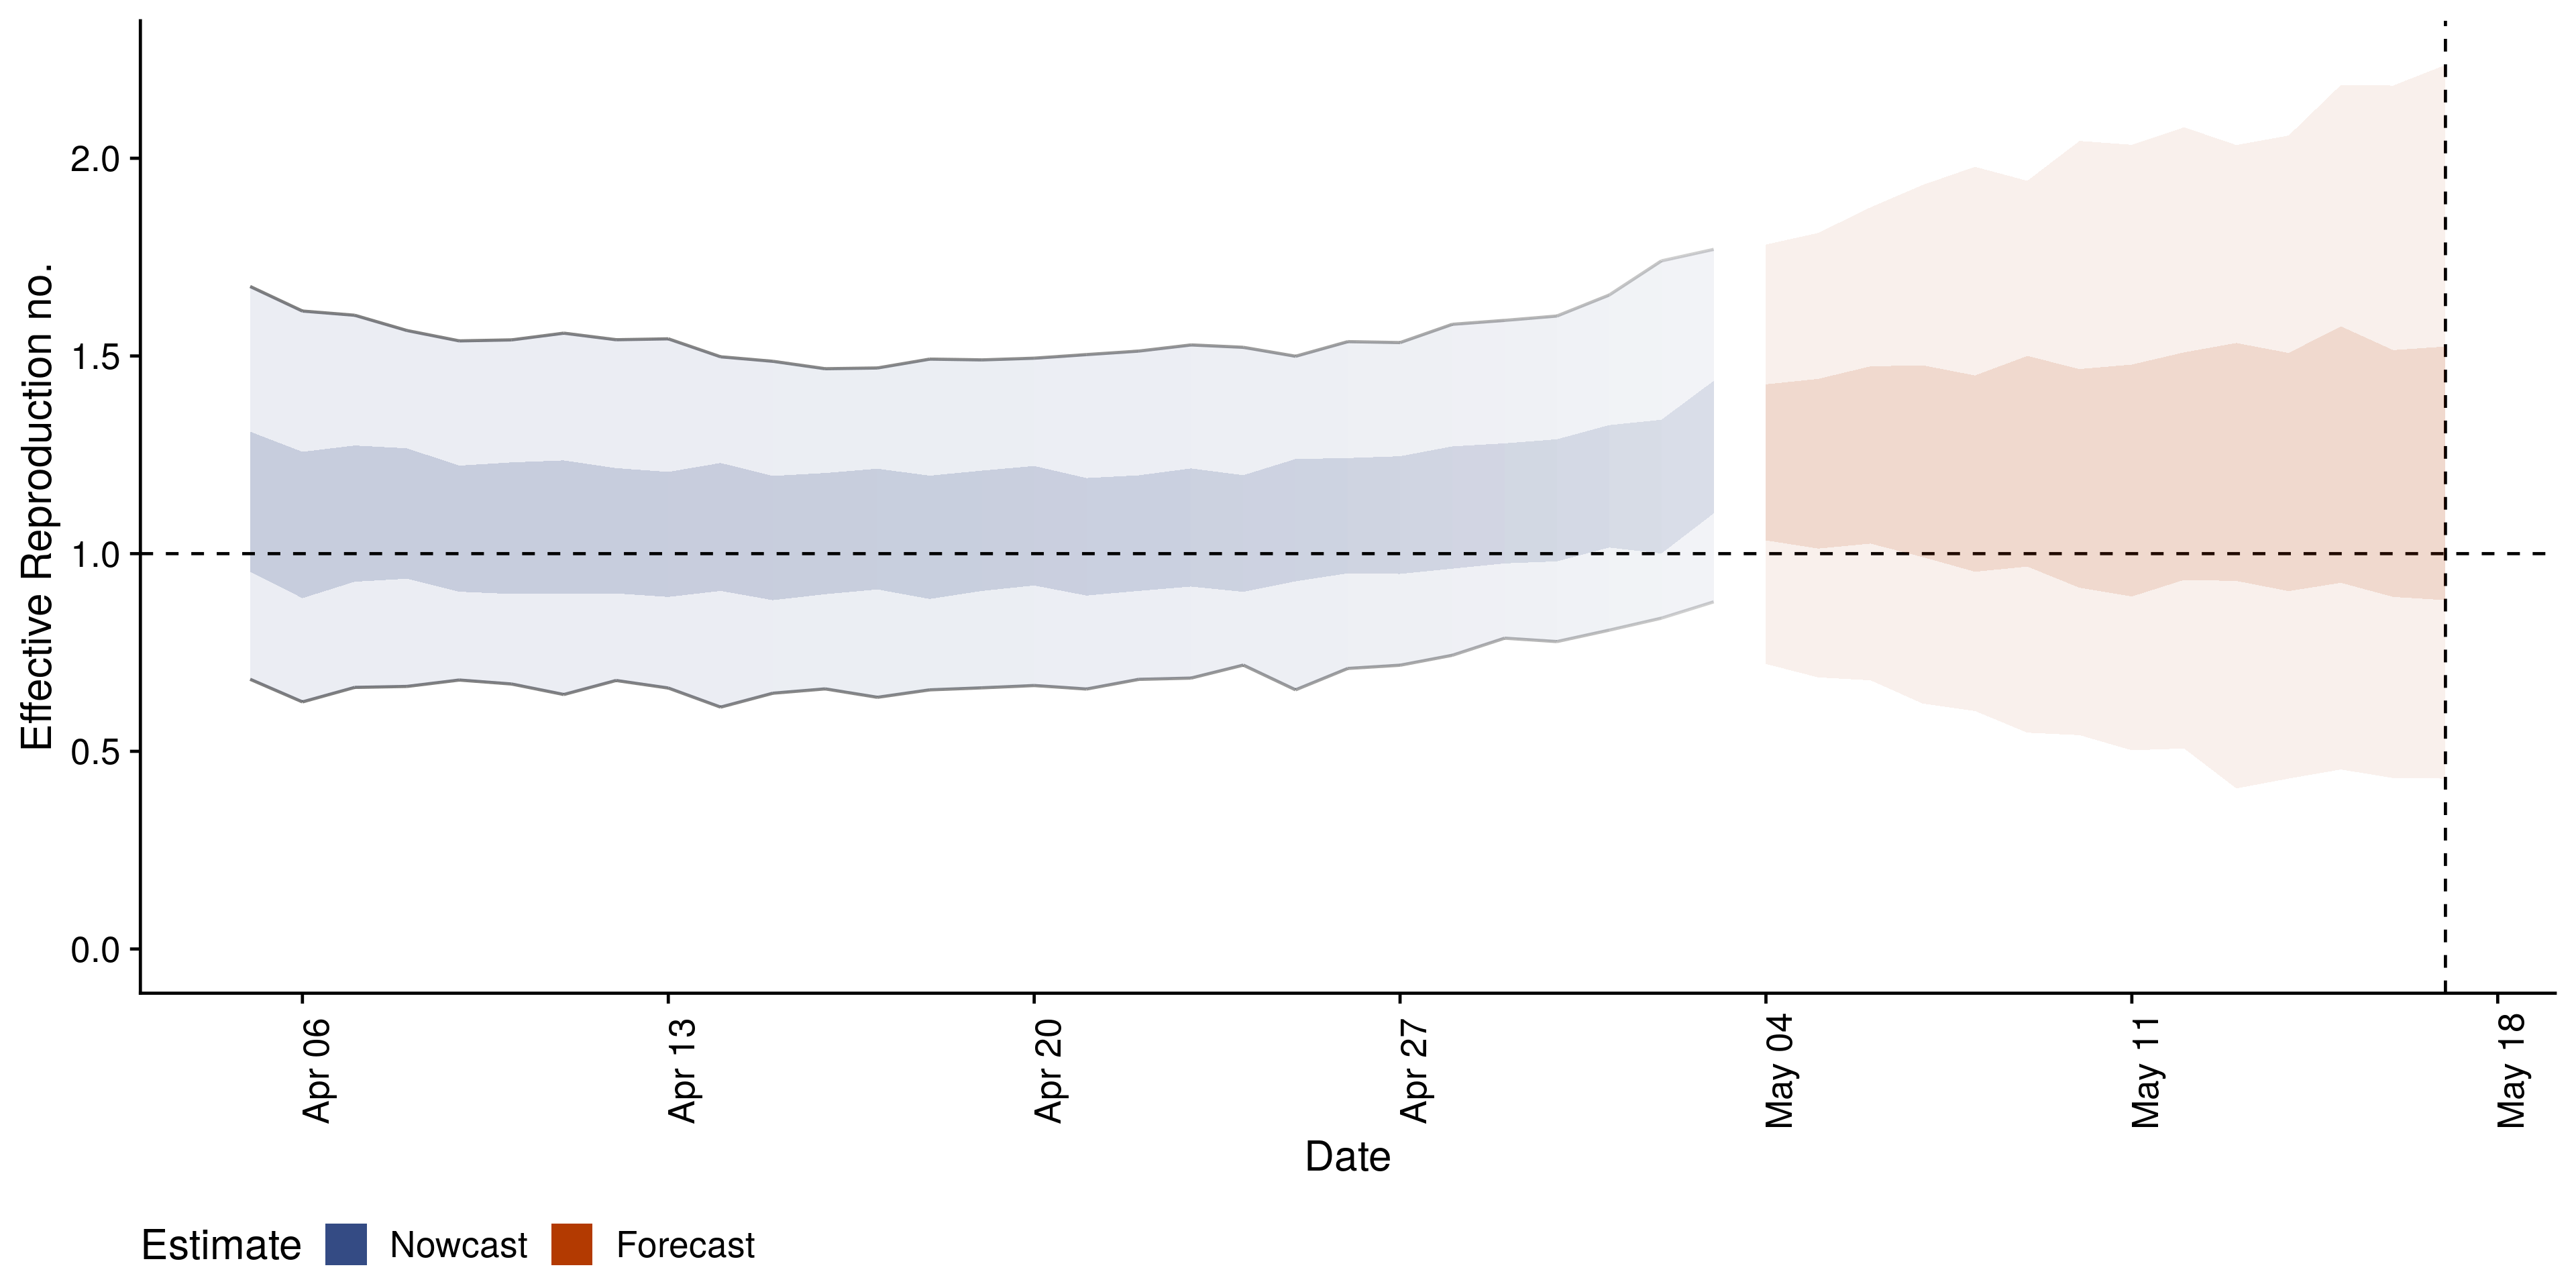 Effective Reproduction no.
2.0
1.5
1.0
0.5
0.0
Apr 06
Apr 13
Apr 20
Apr 27
May 04
May 11
May 18
Date
Estimate Nowcast Forecast